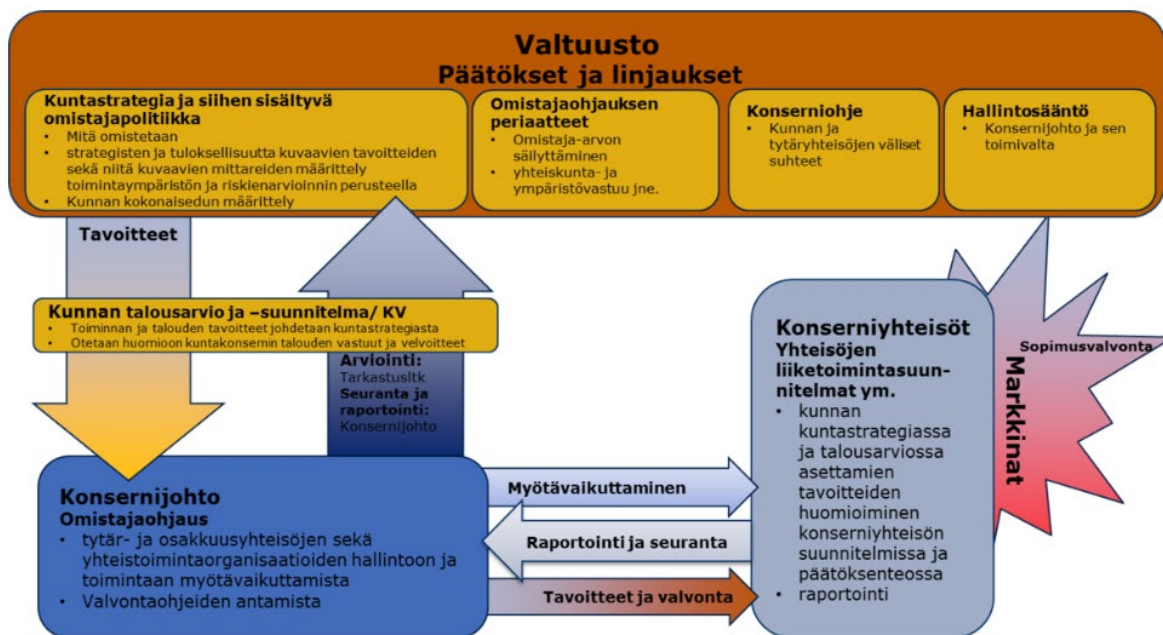 Valtuusto
Päätökset ja linjaukset
Kuntastrategia ja siihen sisältyvä
omistajapolitiikka
• Mitä omistetaan
• strategisten ja tuloksellisuutta kuvaavien tavoitteiden
sekä niitä kuvaavien mittareiden määrittely
toimintaympäristön ja riskienarvioinnin perusteella
• Kunnan kokonaisedun määrittely
Omistajaohjauksen
periaatteet
• Omistaja-arvon
säilyttäminen
• yhteiskunta- ja
ympäristövastuu jne.
Konserniohje
• Kunnan ja
tytäryhteisöjen väliset
suhteet
Hallintosääntö
• Konsernijohto ja sen
toimivalta
Tavoitteet
Kunnan talousarvio ja –suunnitelma/ KV
• Toiminnan ja talouden tavoitteet johdetaan kuntastrategiasta
• Otetaan huomioon kuntakonsernin talouden vastuut ja velvoitteet
Arviointi:
Tarkastusltk
Seuranta ja
raportointi:
Konsernijohto
Konsernijohto
Omistajaohjaus
• tytär- ja osakkuusyhteisöjen sekä
yhteistoimintaorganisaatioiden hallintoon ja
toimintaan myötävaikuttamista
• Valvontaohjeiden antamista
Myötävaikuttaminen
Raportointi ja seuranta
Tavoitteet ja valvonta
Konserniyhteisöt
Yhteisöjen
liiketoimintasuun-
nitelmat ym.
• kunnan
kuntastrategiassa
ja talousarviossa
asettamien
tavoitteiden
huomioiminen
konserniyhteisön
suunnitelmissa ja
päätöksenteossa
• raportointi
Sopimusvalvonta
Markkinat